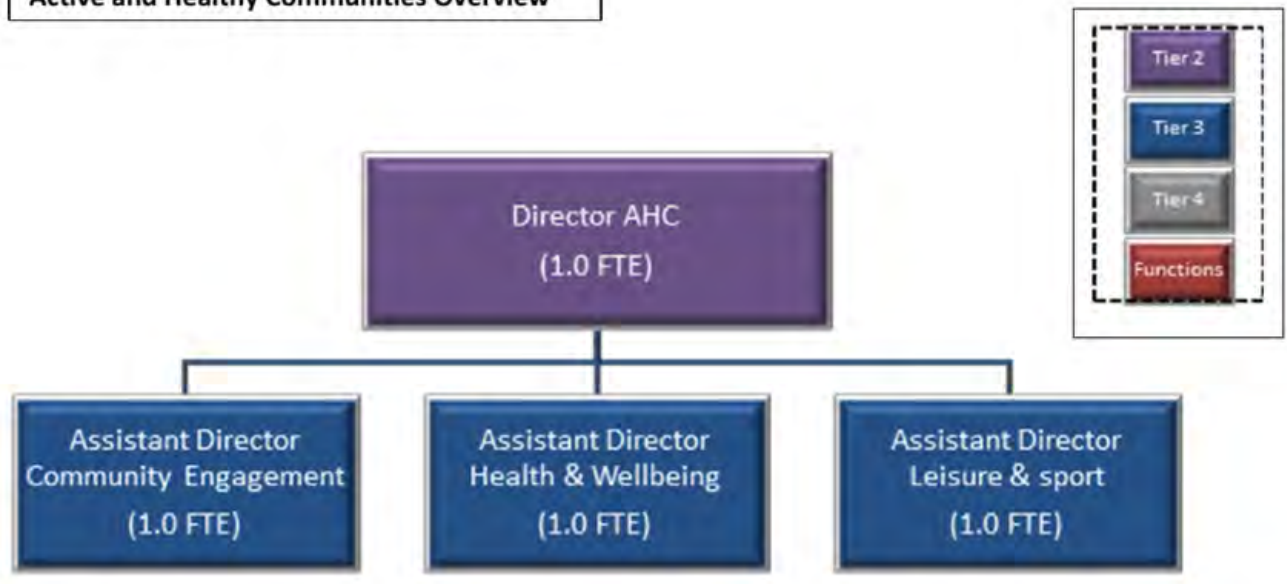 Active and Healthy Communities Overview
Tier 2
Tier 3
Tier 4
Functions
Director AHC
(1.0 FTE)
Assistant Director
Community Engagement
(1.0 FTE)
Assistant Director
Health & Wellbeing
(1.0 FTE)
Assistant Director
Leisure & sport
(1.0 FTE)